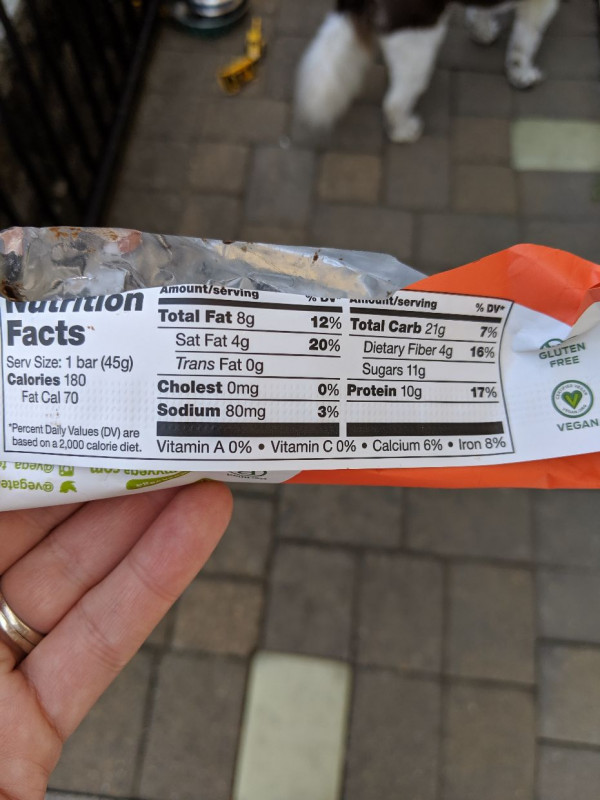 Nutrition
Facts
Serv Size: 1 bar (45g)
Calories 180
Fat Cal 70
*Percent Daily Values (DV) are
based on a 2,000 calorie diet.
Amount/serving % DV*
Total Fat 8g 12%
Sat Fat 4g 20%
Trans Fat 0g
Cholest 0mg 0%
Sodium 80mg 3%
Amount/serving % DV*
Total Carb 21g 7%
Dietary Fiber 4g 16%
Sugars 11g
Protein 10g 17%
Vitamin A 0% • Vitamin C 0% • Calcium 6% • Iron 8%
GLUTEN
FREE
VEGAN